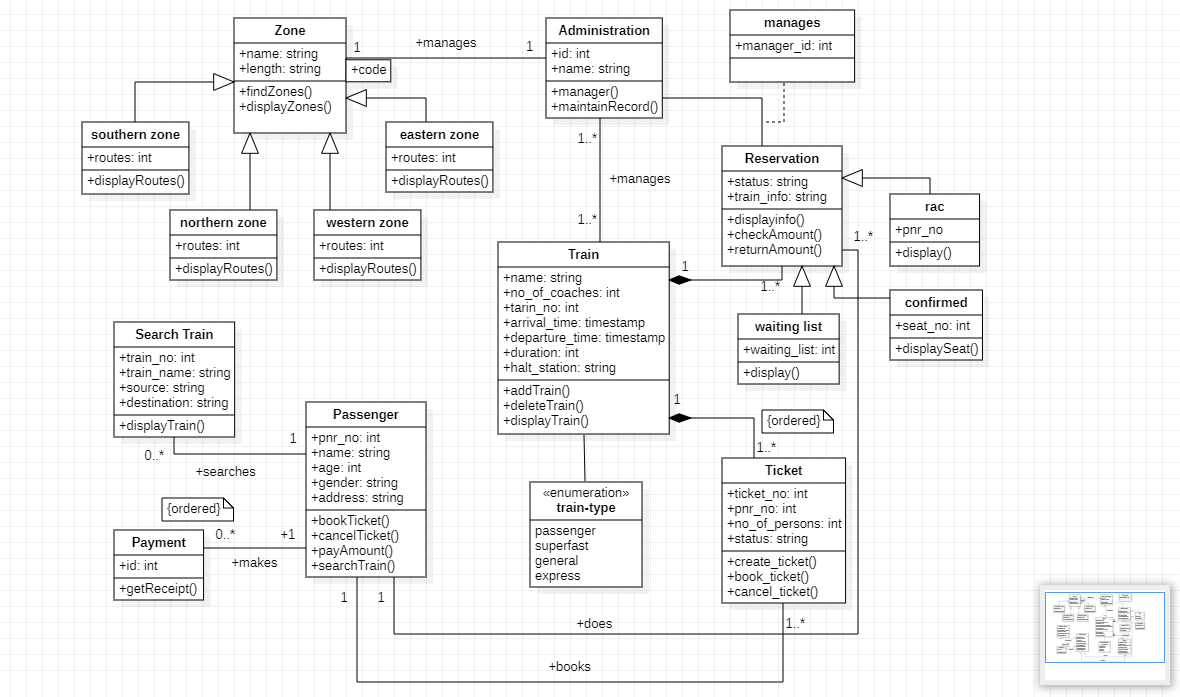 Zone
+name: string
+length: string
+findZones()
+displayZones()
1
+manages
1
+code
Administration
+id: int
+name: string
+manager()
+maintainRecord()
manages
+manager_id: int
southern zone
+routes: int
+displayRoutes()
eastern zone
+routes: int
+displayRoutes()
northern zone
+routes: int
+displayRoutes()
western zone
+routes: int
+displayRoutes()
1..*
+manages
1..*
Reservation
+status: string
+train_info: string
+displayinfo()
+checkAmount()
+returnAmount()
1..*
rac
+pnr_no
+display()
Train
+name: string
+no_of_coaches: int
+tarin_no: int
+arrival_time: timestamp
+departure_time: timestamp
+duration: int
+halt_station: string
+addTrain()
+deleteTrain()
+displayTrain()
1
1..*
confirmed
+seat_no: int
+displaySeat()
waiting list
+waiting_list: int
+display()
Search Train
+train_no: int
+train_name: string
+source: string
+destination: string
+displayTrain()
0..*
1
+searches
Passenger
+pnr_no: int
+name: string
+age: int
+gender: string
+address: string
+bookTicket()
+cancelTicket()
+payAmount()
+searchTrain()
1
{ordered}
1..*
Ticket
+ticket_no: int
+pnr_no: int
+no_of_persons: int
+status: string
+create_ticket()
+book_ticket()
+cancel_ticket()
«enumeration»
train-type
passenger
superfast
general
express
{ordered}
0..*
+1
+makes
Payment
+id: int
+getReceipt()
1
1
+does
1..*
+books